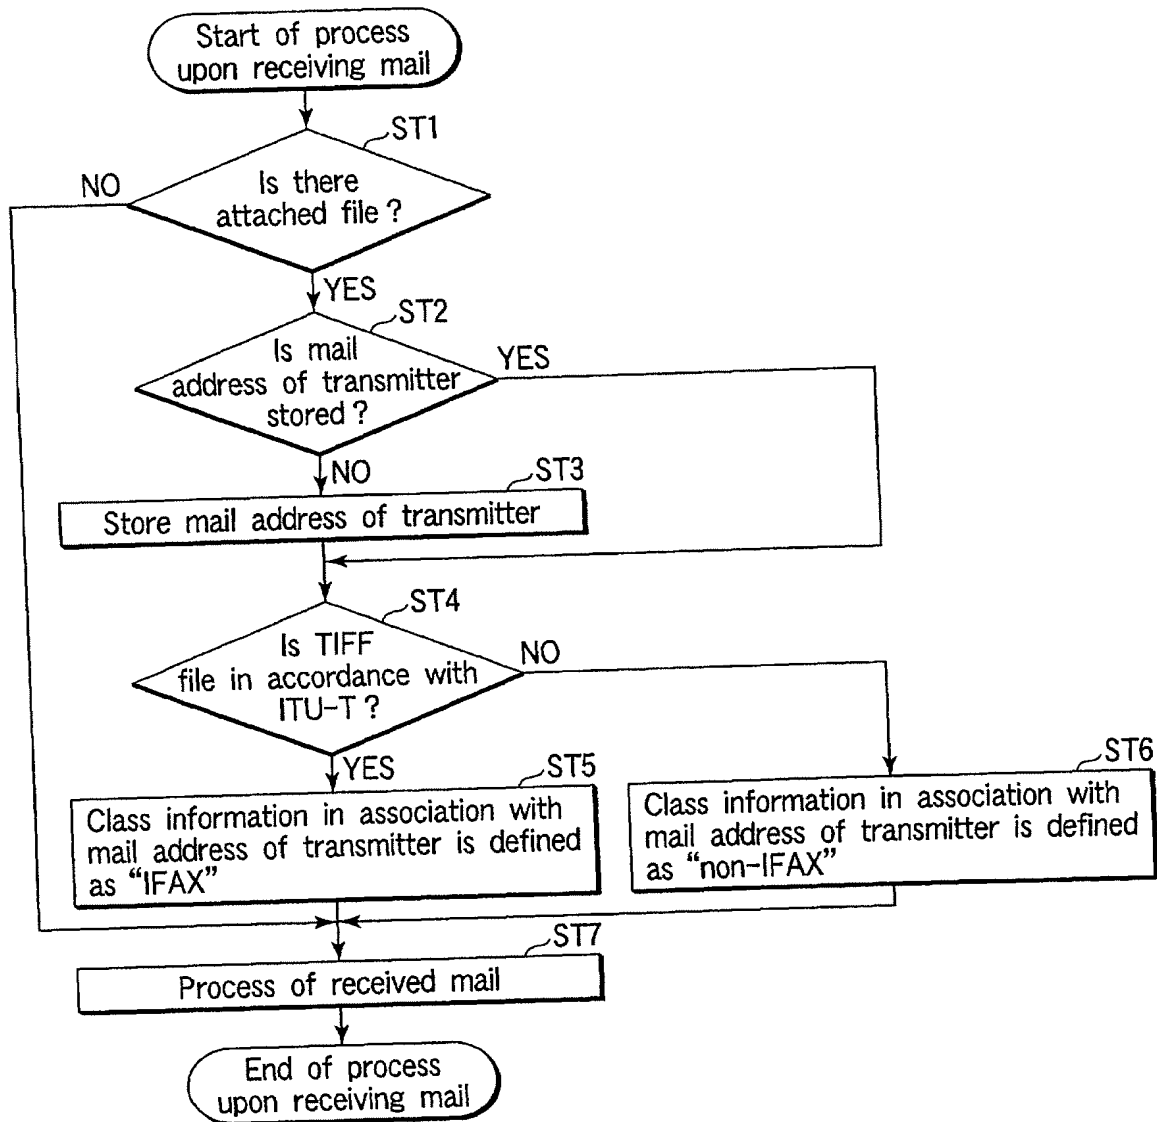 Start of process
upon receiving mail
ST1
NO
Is there
attached file ?
YES
ST2
Is mail
address of transmitter
stored ?
YES
NO
ST3
Store mail address of transmitter
ST4
Is TIFF
file in accordance with
ITU-T ?
NO
YES
ST5
Class information in association with
mail address of transmitter is defined
as “IFAX”
ST6
Class information in association with
mail address of transmitter is defined
as “non-IFAX”
ST7
Process of received mail
End of process
upon receiving mail